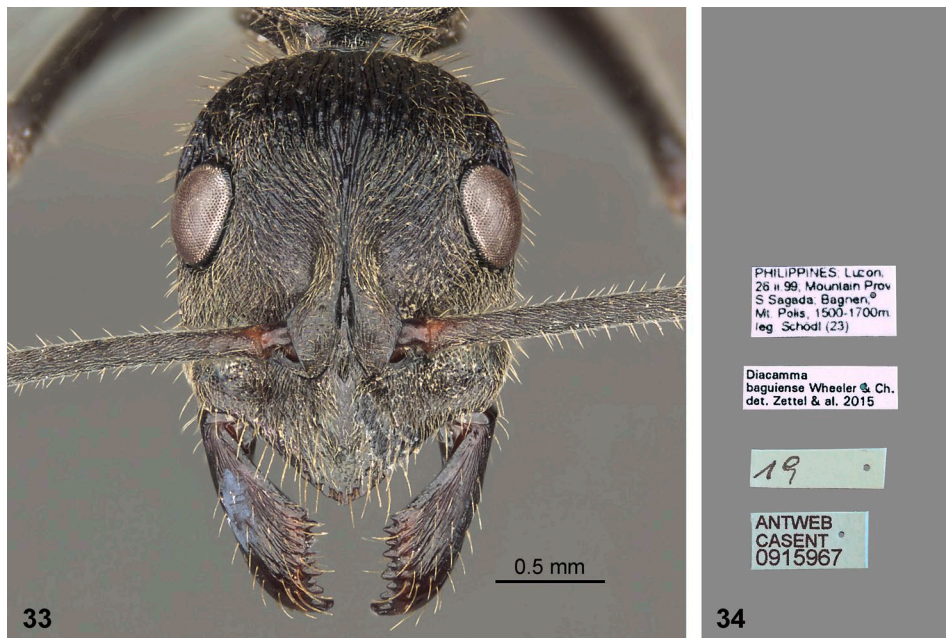 PHILIPPINES: Luzon,
26 ii 99; Mountain Prov
S Sagada; Bagnen,
Mt. Polis, 1500-1700m
leg. Schödl (23)
Diacamma
baguiense Wheeler & Ch.
det. Zettel & al. 2015
19
ANTWEB
CASENT
0915967
0.5 mm
33
34